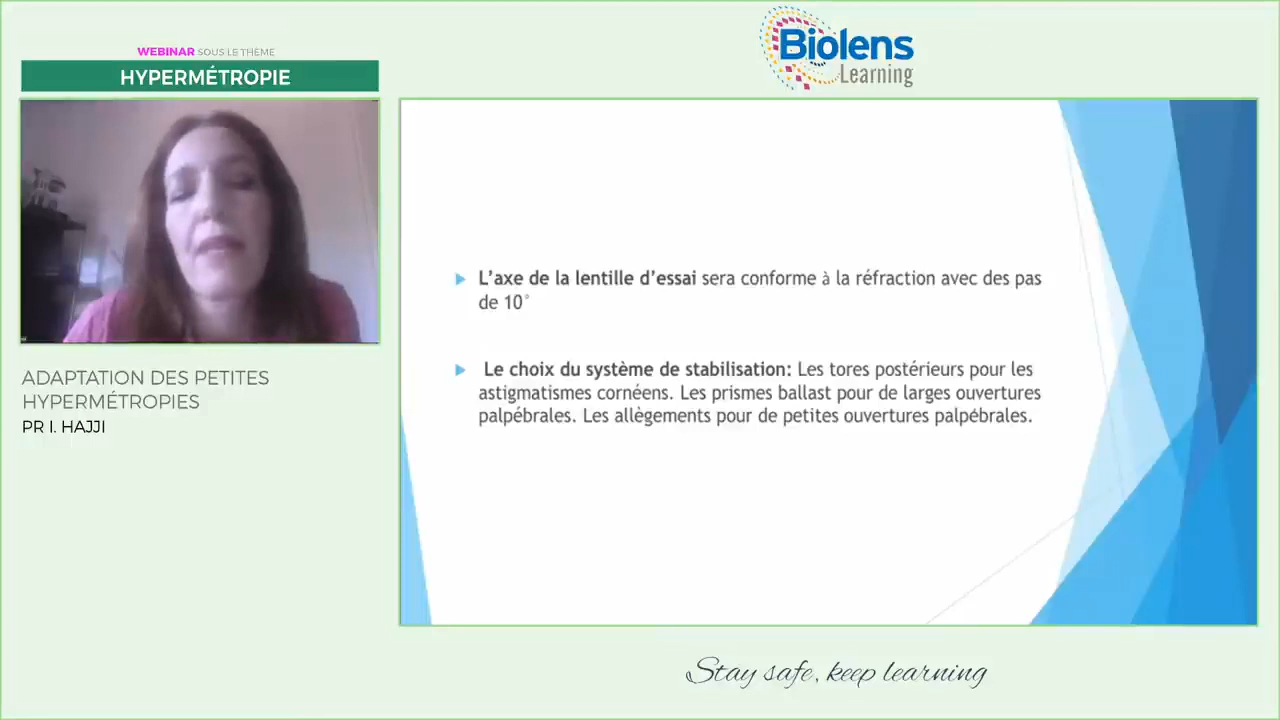 WEBINAR SOUS LE THÈME
HYPERMÉTROPIE
Biolens
Learning
L'axe de la lentille d'essai sera conforme à la réfraction avec des pas
de 10°
Le choix du système de stabilisation: Les tores postérieurs pour les
astigmatismes cornéens. Les prismes ballast pour de larges ouvertures
palpébrales. Les allègements pour de petites ouvertures palpébrales.
ADAPTATION DES PETITES
HYPERMÉTROPIES
PR I. HAJJI
Stay safe, keep learning